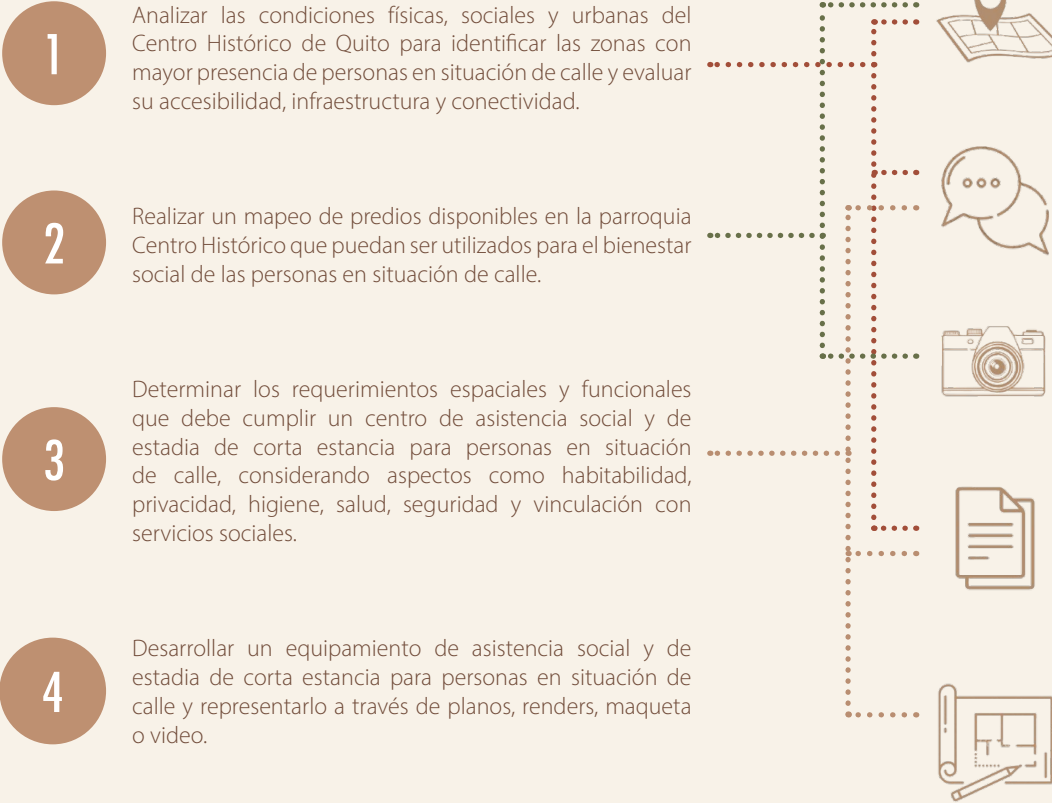 1
Analizar las condiciones físicas, sociales y urbanas del
Centro Histórico de Quito para identificar las zonas con
mayor presencia de personas en situación de calle y evaluar
su accesibilidad, infraestructura y conectividad.
2
Realizar un mapeo de predios disponibles en la parroquia
Centro Histórico que puedan ser utilizados para el bienestar
social de las personas en situación de calle.
3
Determinar los requerimientos espaciales y funcionales
que debe cumplir un centro de asistencia social y de
estadia de corta estancia para personas en situación
de calle, considerando aspectos como habitabilidad,
privacidad, higiene, salud, seguridad y vinculación con
servicios sociales.
4
Desarrollar un equipamiento de asistencia social y de
estadia de corta estancia para personas en situación de
calle y representarlo a través de planos, renders, maqueta
o video.